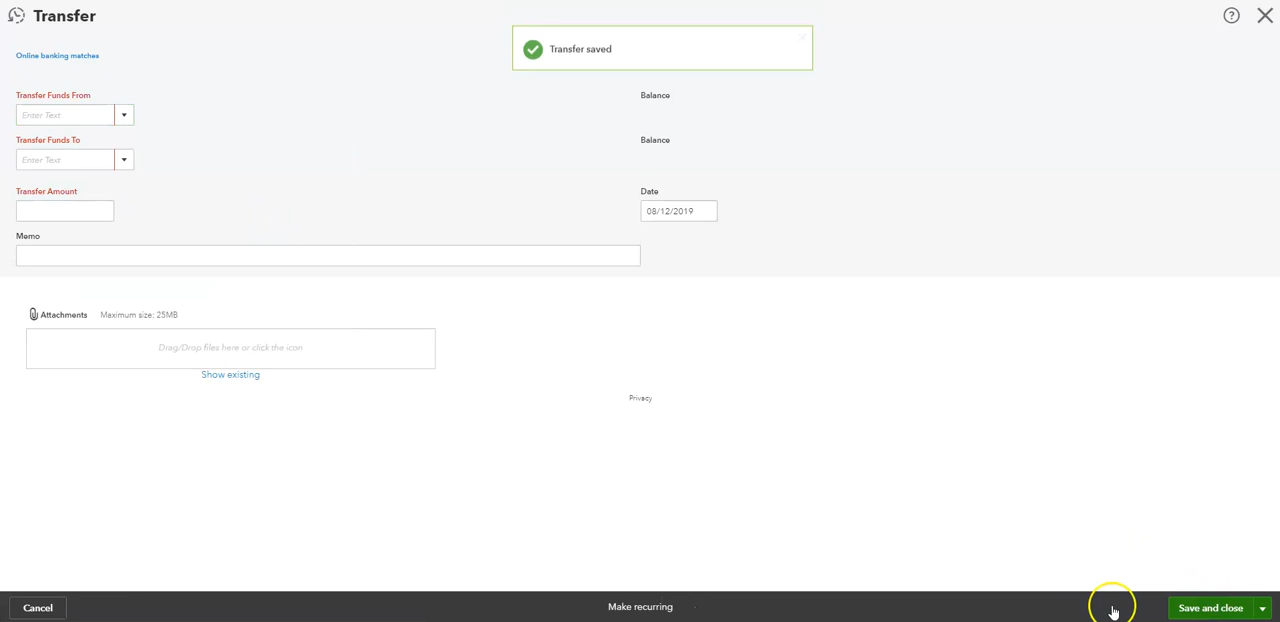 Transfer
Transfer saved
Online banking matches
Transfer Funds From
Balance
Enter Text
Transfer Funds To
Balance
Enter Text
Transfer Amount
Date
08/12/2019
Memo
Attachments Maximum size: 25MB
Drag/Drop files here or click the icon
Show existing
Privacy
Cancel
Make recurring
Save and close